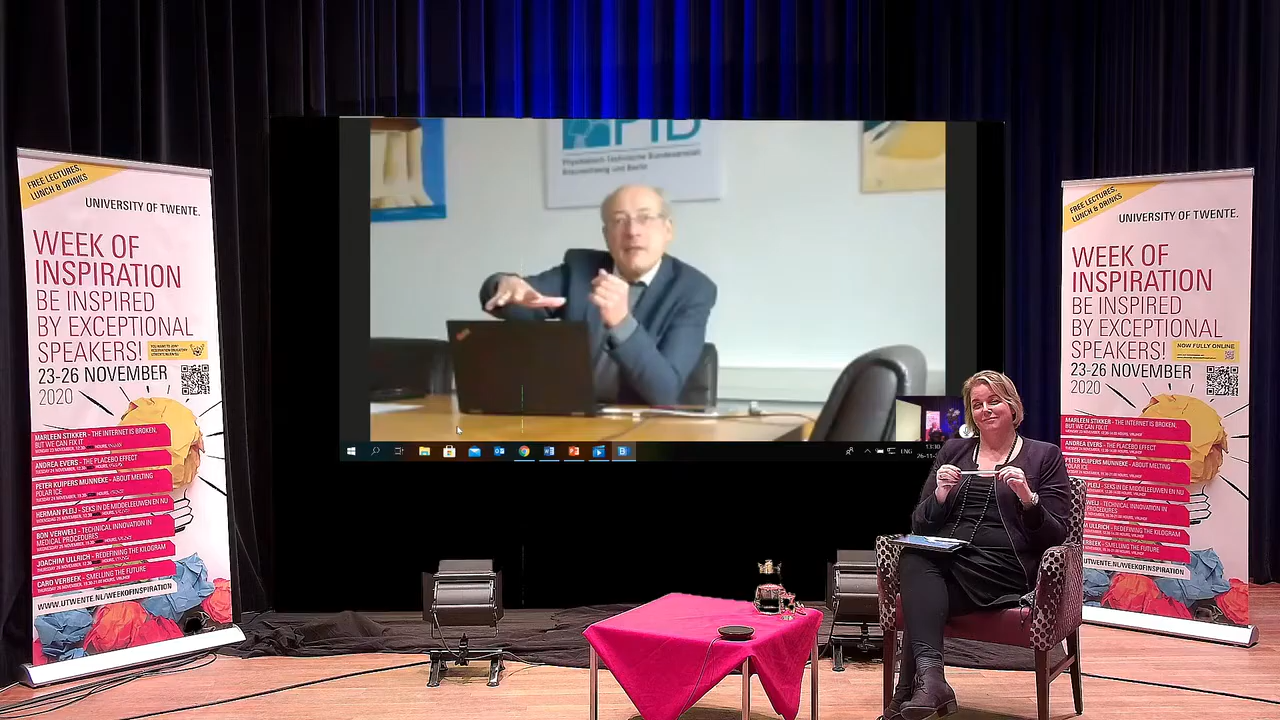 PTB
Physikalisch-Technische Bundesanstalt
Braunschweig und Berlin
ENG
FREE LECTURES,
LUNCH & DRINKS
UNIVERSITY OF TWENTE.
WEEK OF
INSPIRATION
BE INSPIRED
BY EXCEPTIONAL
SPEAKERS!
23-26 NOVEMBER
2020
MARLEEN STIKKER - THE INTERNET IS BROKEN,
BUT WE CAN FIX IT
ANDREA EVERS - THE PLACEBO EFFECT
PETER KUIPERS MUNNEKE - ABOUT MELTING
POLAR ICE
HERMAN PLEIJ - SEKS IN DE MIDDELEEUWEN EN NU
BON VERWEIJ - TECHNICAL INNOVATION IN
MEDICAL PROCEDURES
JOACHIM ULLRICH - REDEFINING THE KILOGRAM
CARO VERBEEK - SMELLING THE FUTURE
WWW.UTWENTE.NL/WEEKOFINSPIRATION
FREE LECTURES,
LUNCH & DRINKS
UNIVERSITY OF TWENTE.
WEEK OF
INSPIRATION
BE INSPIRED
BY EXCEPTIONAL
SPEAKERS!
NOW FULLY ONLINE
23-26 NOVEMBER
2020
MARLEEN STIKKER - THE INTERNET IS BROKEN,
BUT WE CAN FIX IT
ANDREA EVERS - THE PLACEBO EFFECT
PETER KUIPERS MUNNEKE - ABOUT MELTING
POLAR ICE
PLEIJ - SEKS IN DE MIDDELEEUWEN EN NU
- TECHNICAL INNOVATION IN
PROCEDURES
ULLRICH - REDEFINING THE KILOGRAM
- SMELLING THE FUTURE